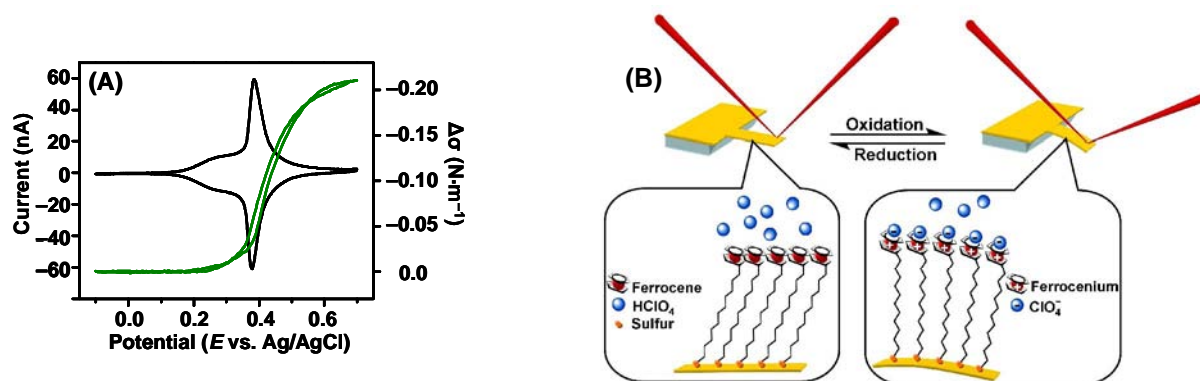 (A)
Current (nA)
60
40
20
0
−20
−40
−60
−0.20
−0.15
−0.10
−0.05
0.0
Δσ (N·m⁻¹)
0.0
0.2
0.4
0.6
Potential (E vs. Ag/AgCl)
(B)
Oxidation
Reduction
Ferrocene
HClO₄
Sulfur
Ferrocenium
ClO₄⁻